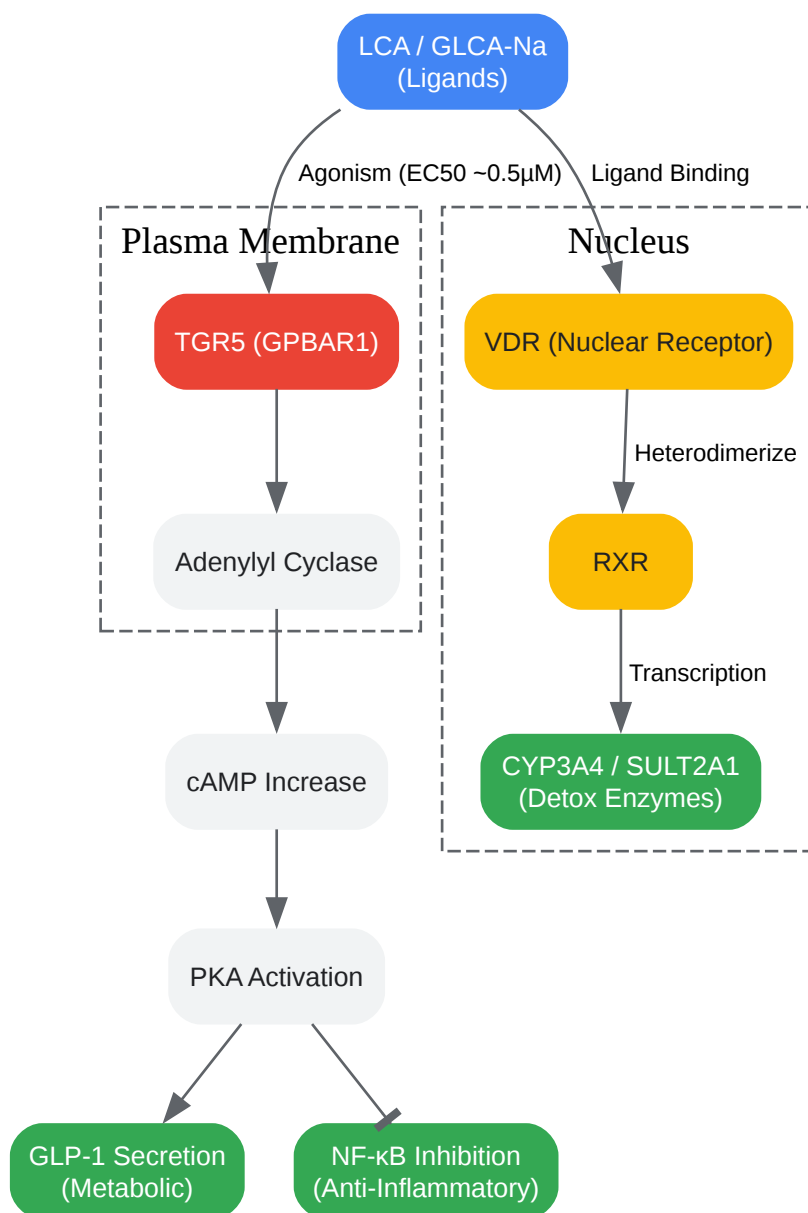 LCA / GLCA-Na
(Ligands)
Agonism (EC50 ~0.5µM)
Ligand Binding
Plasma Membrane
Nucleus
TGR5 (GPBAR1)
VDR (Nuclear Receptor)
Heterodimerize
Adenylyl Cyclase
RXR
Transcription
cAMP Increase
CYP3A4 / SULT2A1
(Detox Enzymes)
PKA Activation
GLP-1 Secretion
(Metabolic)
NF-κB Inhibition
(Anti-Inflammatory)